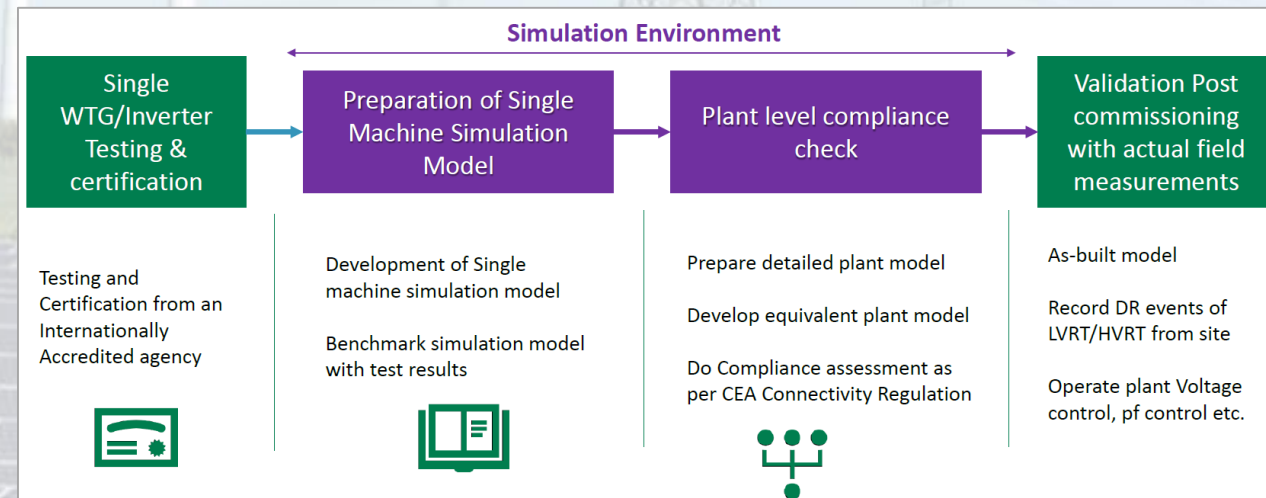 Simulation Environment
Single
WTG/Inverter
Testing &
certification
Preparation of Single
Machine Simulation
Model
Plant level compliance
check
Validation Post
commissioning
with actual field
measurements
Testing and
Certification from an
Internationally
Accredited agency
Development of Single
machine simulation model
Benchmark simulation model
with test results
Prepare detailed plant model
Develop equivalent plant model
Do Compliance assessment as
per CEA Connectivity Regulation
As-built model
Record DR events of
LVRT/HVRT from site
Operate plant Voltage
control, pf control etc.